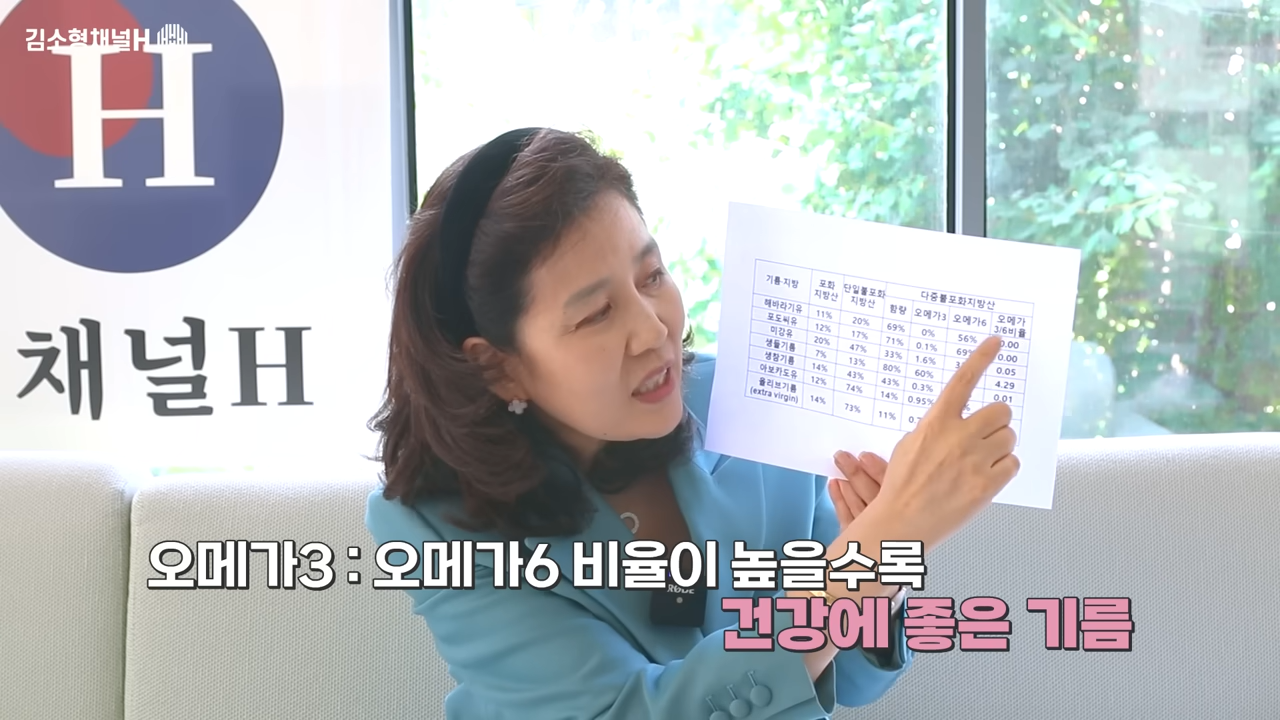 김소형채널H
H
채널H
기름·지방 포화지방산 단일불포화지방산 다중불포화지방산
함량 오메가3 오메가6 오메가3/6비율
해바라기유 11% 20% 69% 0% 56% 0.00
포도씨유 12% 17% 71% 0.1% 69% 0.00
미강유 20% 47% 33% 1.6% 0.05
생들기름 7% 13% 80% 60% 4.29
생참기름 14% 43% 43% 0.3% 0.01
아보카도유 12% 74% 14% 0.95%
올리브기름 (extra virgin) 14% 73% 11%
오메가3 : 오메가6 비율이 높을수록
건강에 좋은 기름